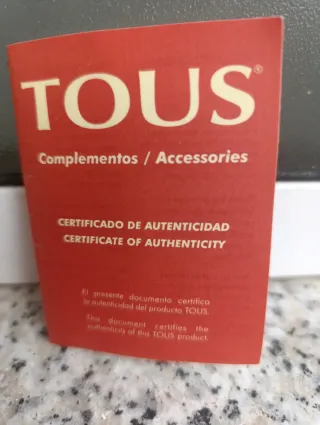 TOUS®
Complementos / Accessories
CERTIFICADO DE AUTENTICIDAD
CERTIFICATE OF AUTHENTICITY
El presente documento certifica
la autenticidad del producto TOUS.
This document certifies the
authenticity of this TOUS product.